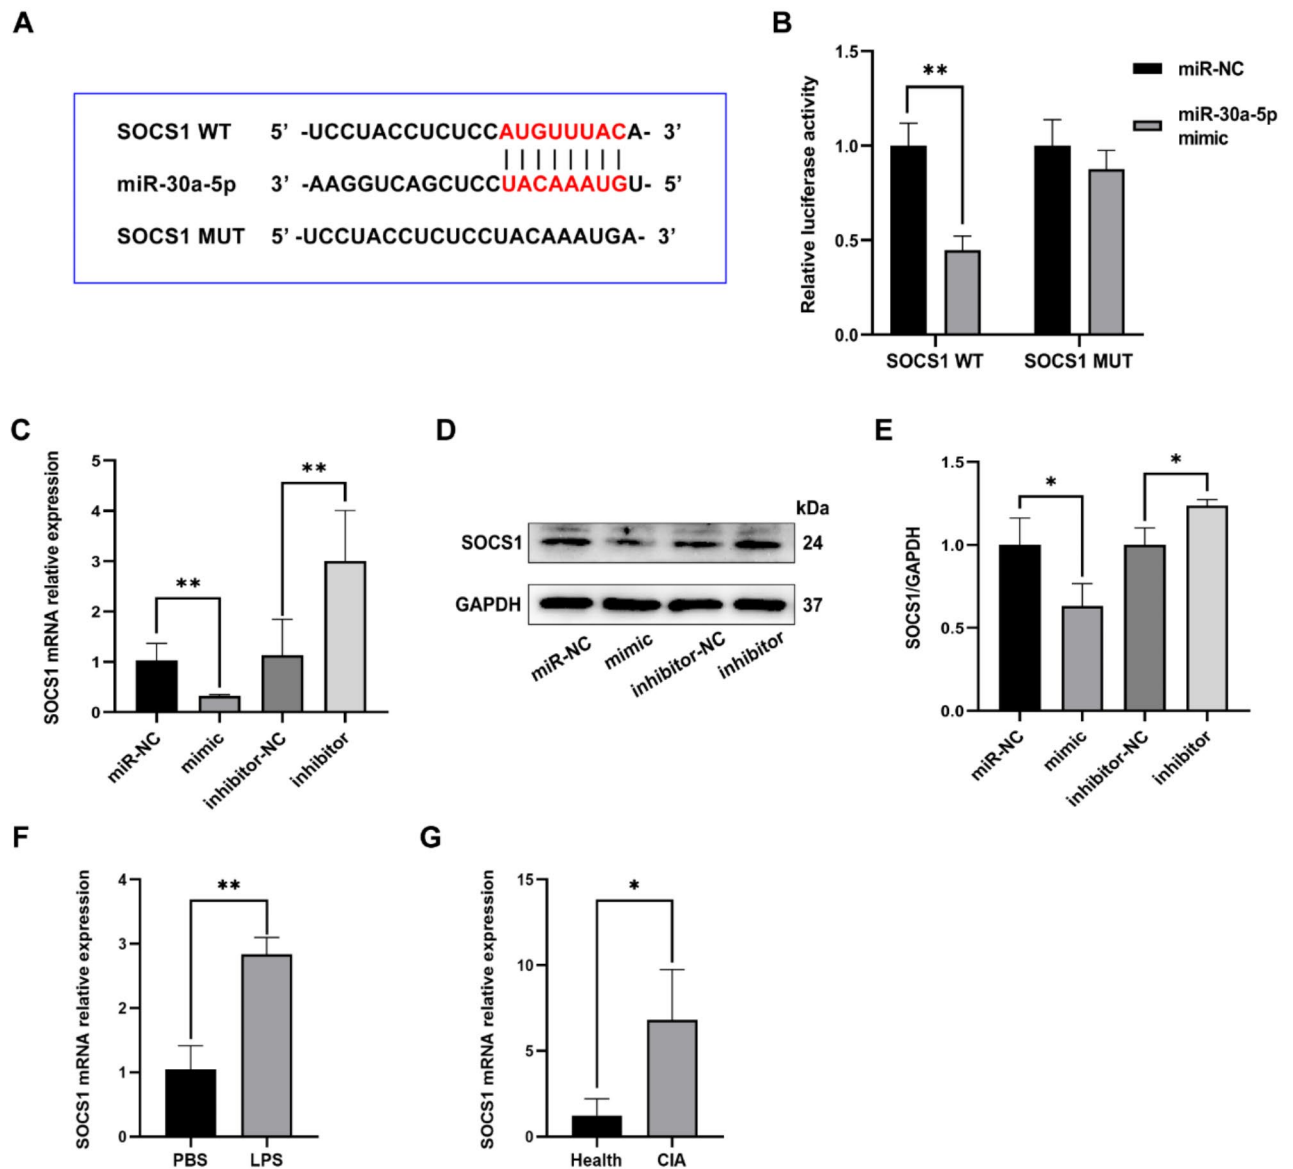 A
SOCS1 WT 5’ -UCCUACCUCUCCAUGUUUACA- 3’
miR-30a-5p 3’ -AAGGUCAGCUCCUACAAAUGU- 5’
SOCS1 MUT 5’ -UCCUACCUCUCCUACAAAUGA- 3’
B
Relative luciferase activity
1.5
1.0
0.5
0.0
**
SOCS1 WT SOCS1 MUT
miR-NC
miR-30a-5p
mimic
C
SOCS1 mRNA relative expression
5
4
3
2
1
0
**
**
miR-NC mimic inhibitor-NC inhibitor
D
kDa
SOCS1 24
GAPDH 37
miR-NC mimic inhibitor-NC inhibitor
E
SOCS1/GAPDH
1.5
1.0
0.5
0.0
*
*
miR-NC mimic inhibitor-NC inhibitor
F
SOCS1 mRNA relative expression
4
3
2
1
0
**
PBS LPS
G
SOCS1 mRNA relative expression
15
10
5
0
*
Health CIA